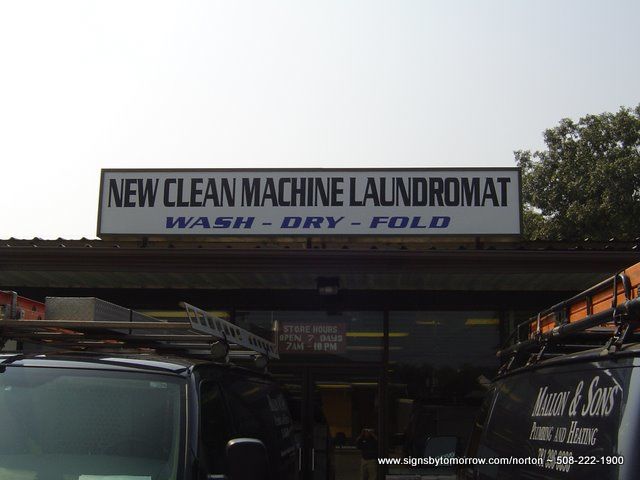 NEW CLEAN MACHINE LAUNDROMAT
WASH - DRY - FOLD
STORE HOURS
OPEN 7 DAYS
7AM - 10PM
MALLON & SONS
PLUMBING AND HEATING
www.signsbytomorrow.com/norton ~ 508-222-1900